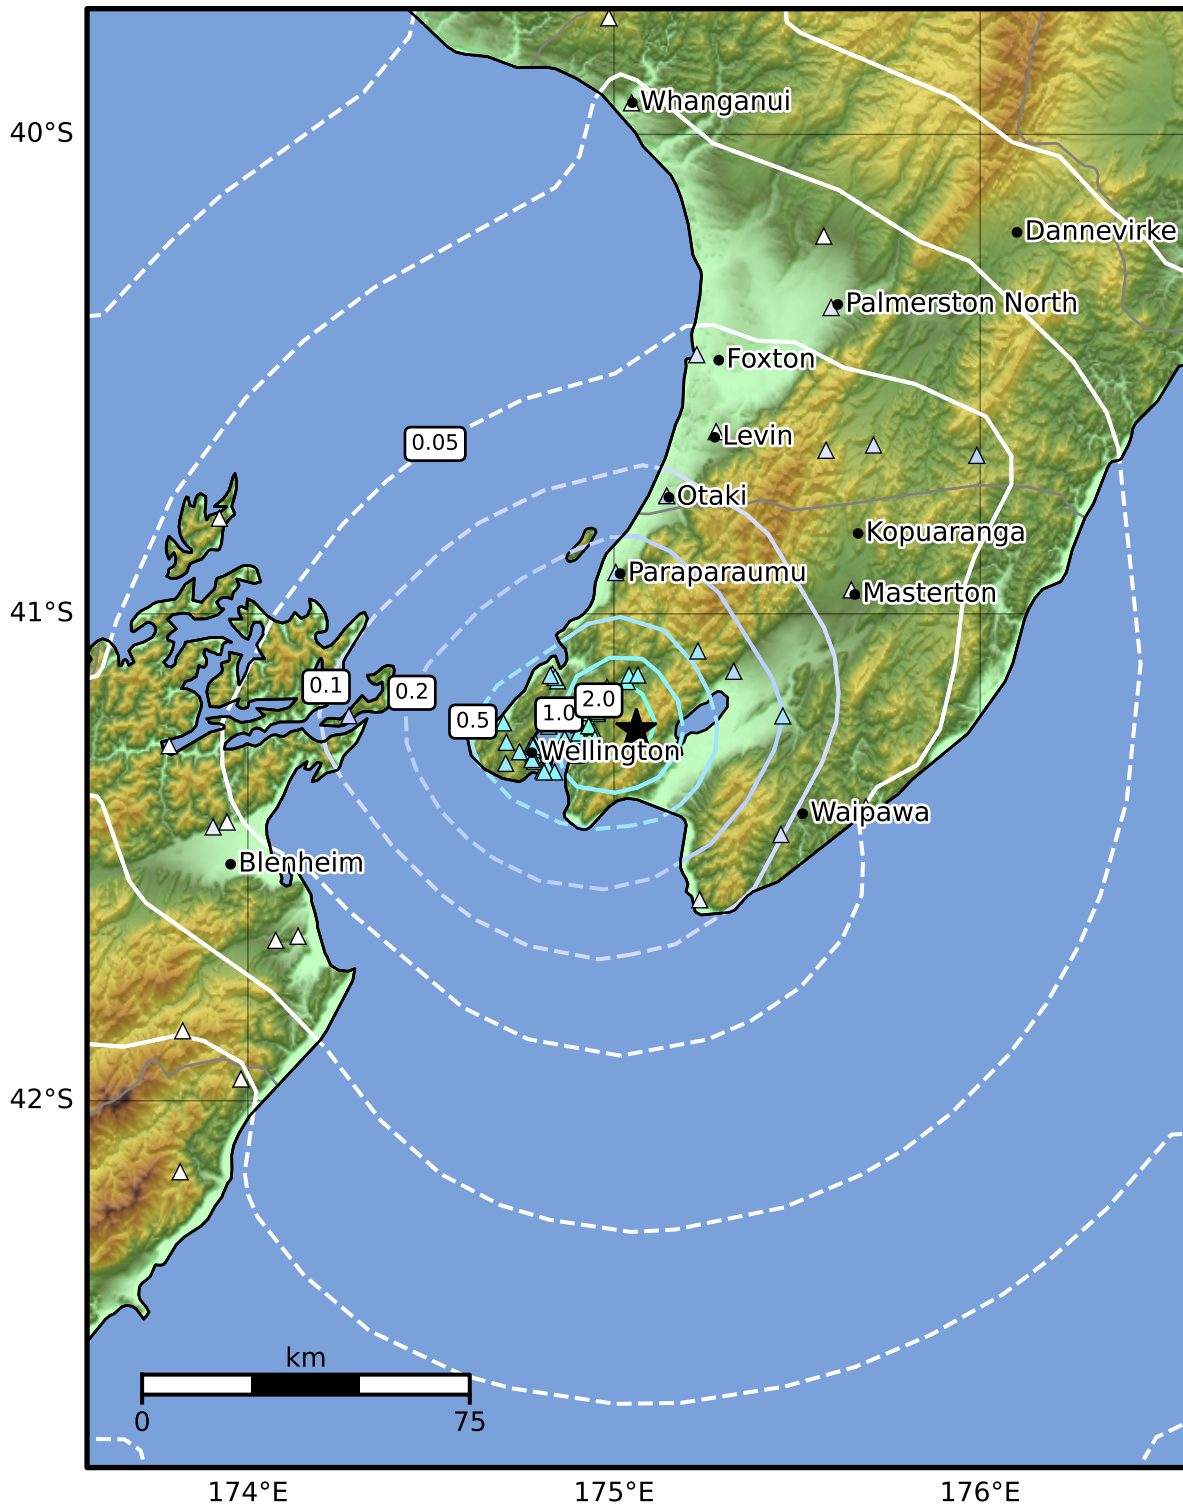 Whanganui
40°S
Dannevirke
Palmerston North
Foxton
Levin
0.05
Otaki
Kopuaranga
Paraparaumu
Masterton
41°S
0.1
0.2
0.5
1.0
2.0
Wellington
Waipawa
Blenheim
42°S
km
0
75
174°E
175°E
176°E